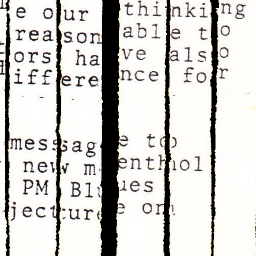 e our thinking
reasonable to
ors have also
ifference for
message to
new menthol
PM Blues
jecture on